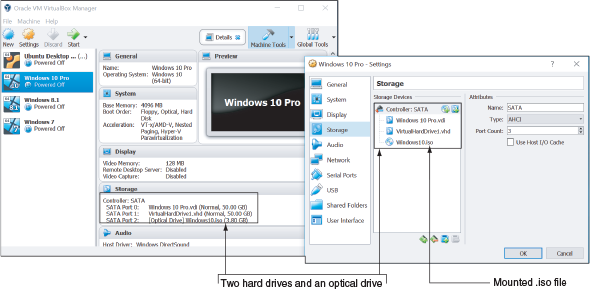 Oracle VM VirtualBox Manager
File Machine Help
New Settings Discard Start
Details
Machine Tools
Global Tools
Ubuntu Desktop ... (...)
Powered Off
Windows 10 Pro
Powered Off
Windows 8.1
Powered Off
Windows 7
Powered Off
General
Name: Windows 10 Pro
Operating System: Windows 10
(64-bit)
System
Base Memory: 4096 MB
Boot Order: Floppy, Optical, Hard
Disk
Acceleration: VT-x/AMD-V, Nested
Paging, Hyper-V
Paravirtualization
Preview
Windows 10 Pro
Display
Video Memory: 128 MB
Remote Desktop Server: Disabled
Video Capture: Disabled
Storage
Controller: SATA
SATA Port 0: Windows 10 Pro.vdi (Normal, 50.00 GB)
SATA Port 1: VirtualHardDrive1.vhd (Normal, 50.00 GB)
SATA Port 2: [Optical Drive] Windows10.iso (3.80 GB)
Audio
Host Driver: Windows DirectSound
Windows 10 Pro - Settings
? ×
General
System
Display
Storage
Audio
Network
Serial Ports
USB
Shared Folders
User Interface
Storage
Storage Devices
Controller: SATA
Windows 10 Pro.vdi
VirtualHardDrive1.vhd
Windows10.iso
Attributes
Name: SATA
Type: AHCI
Port Count: 3
Use Host I/O Cache
OK Cancel
Two hard drives and an optical drive
Mounted .iso file